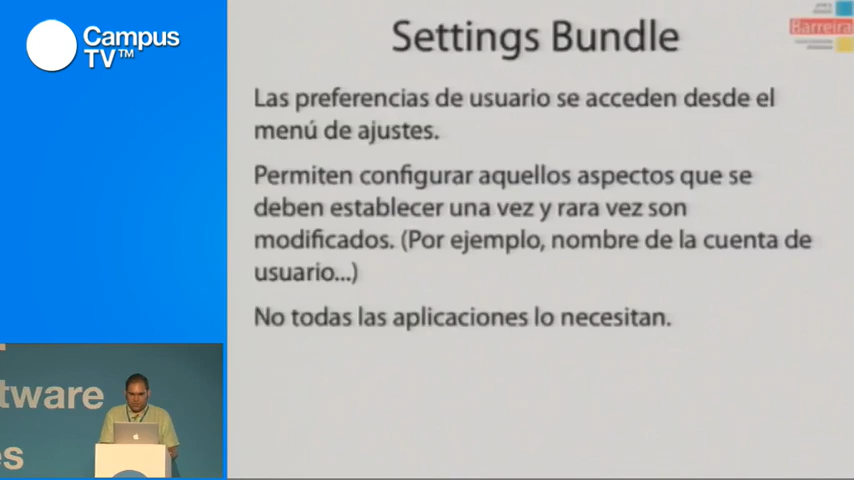 Campus
TV™
Settings Bundle
Barreira
Las preferencias de usuario se acceden desde el
menú de ajustes.
Permiten configurar aquellos aspectos que se
deben establecer una vez y rara vez son
modificados. (Por ejemplo, nombre de la cuenta de
usuario...)
No todas las aplicaciones lo necesitan.
tware
es